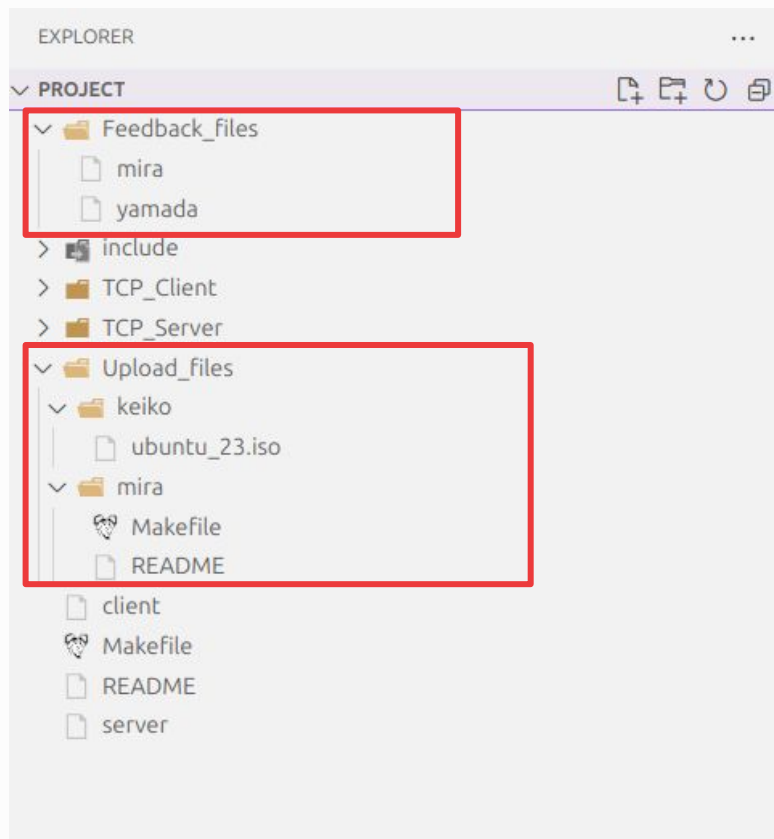 EXPLORER
PROJECT
Feedback_files
mira
yamada
include
TCP_Client
TCP_Server
Upload_files
keiko
ubuntu_23.iso
mira
Makefile
README
client
Makefile
README
server